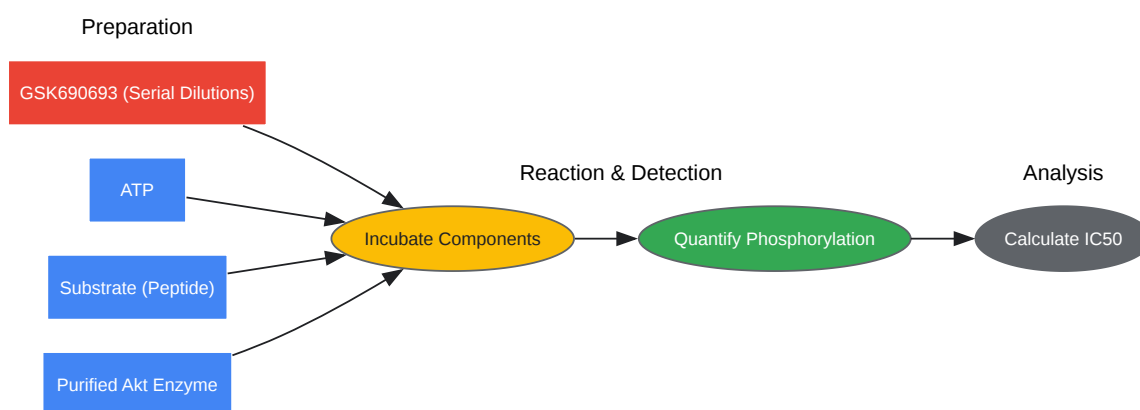 Preparation
GSK690693 (Serial Dilutions)
ATP
Substrate (Peptide)
Purified Akt Enzyme
Reaction & Detection
Incubate Components
Quantify Phosphorylation
Analysis
Calculate IC50